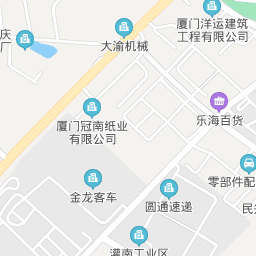 厦门洋运建筑
工程有限公司
庆
厂
大渝机械
乐海百货
厦门冠南纸业
有限公司
零部件配
金龙客车
圆通速递
灌南工业区
民